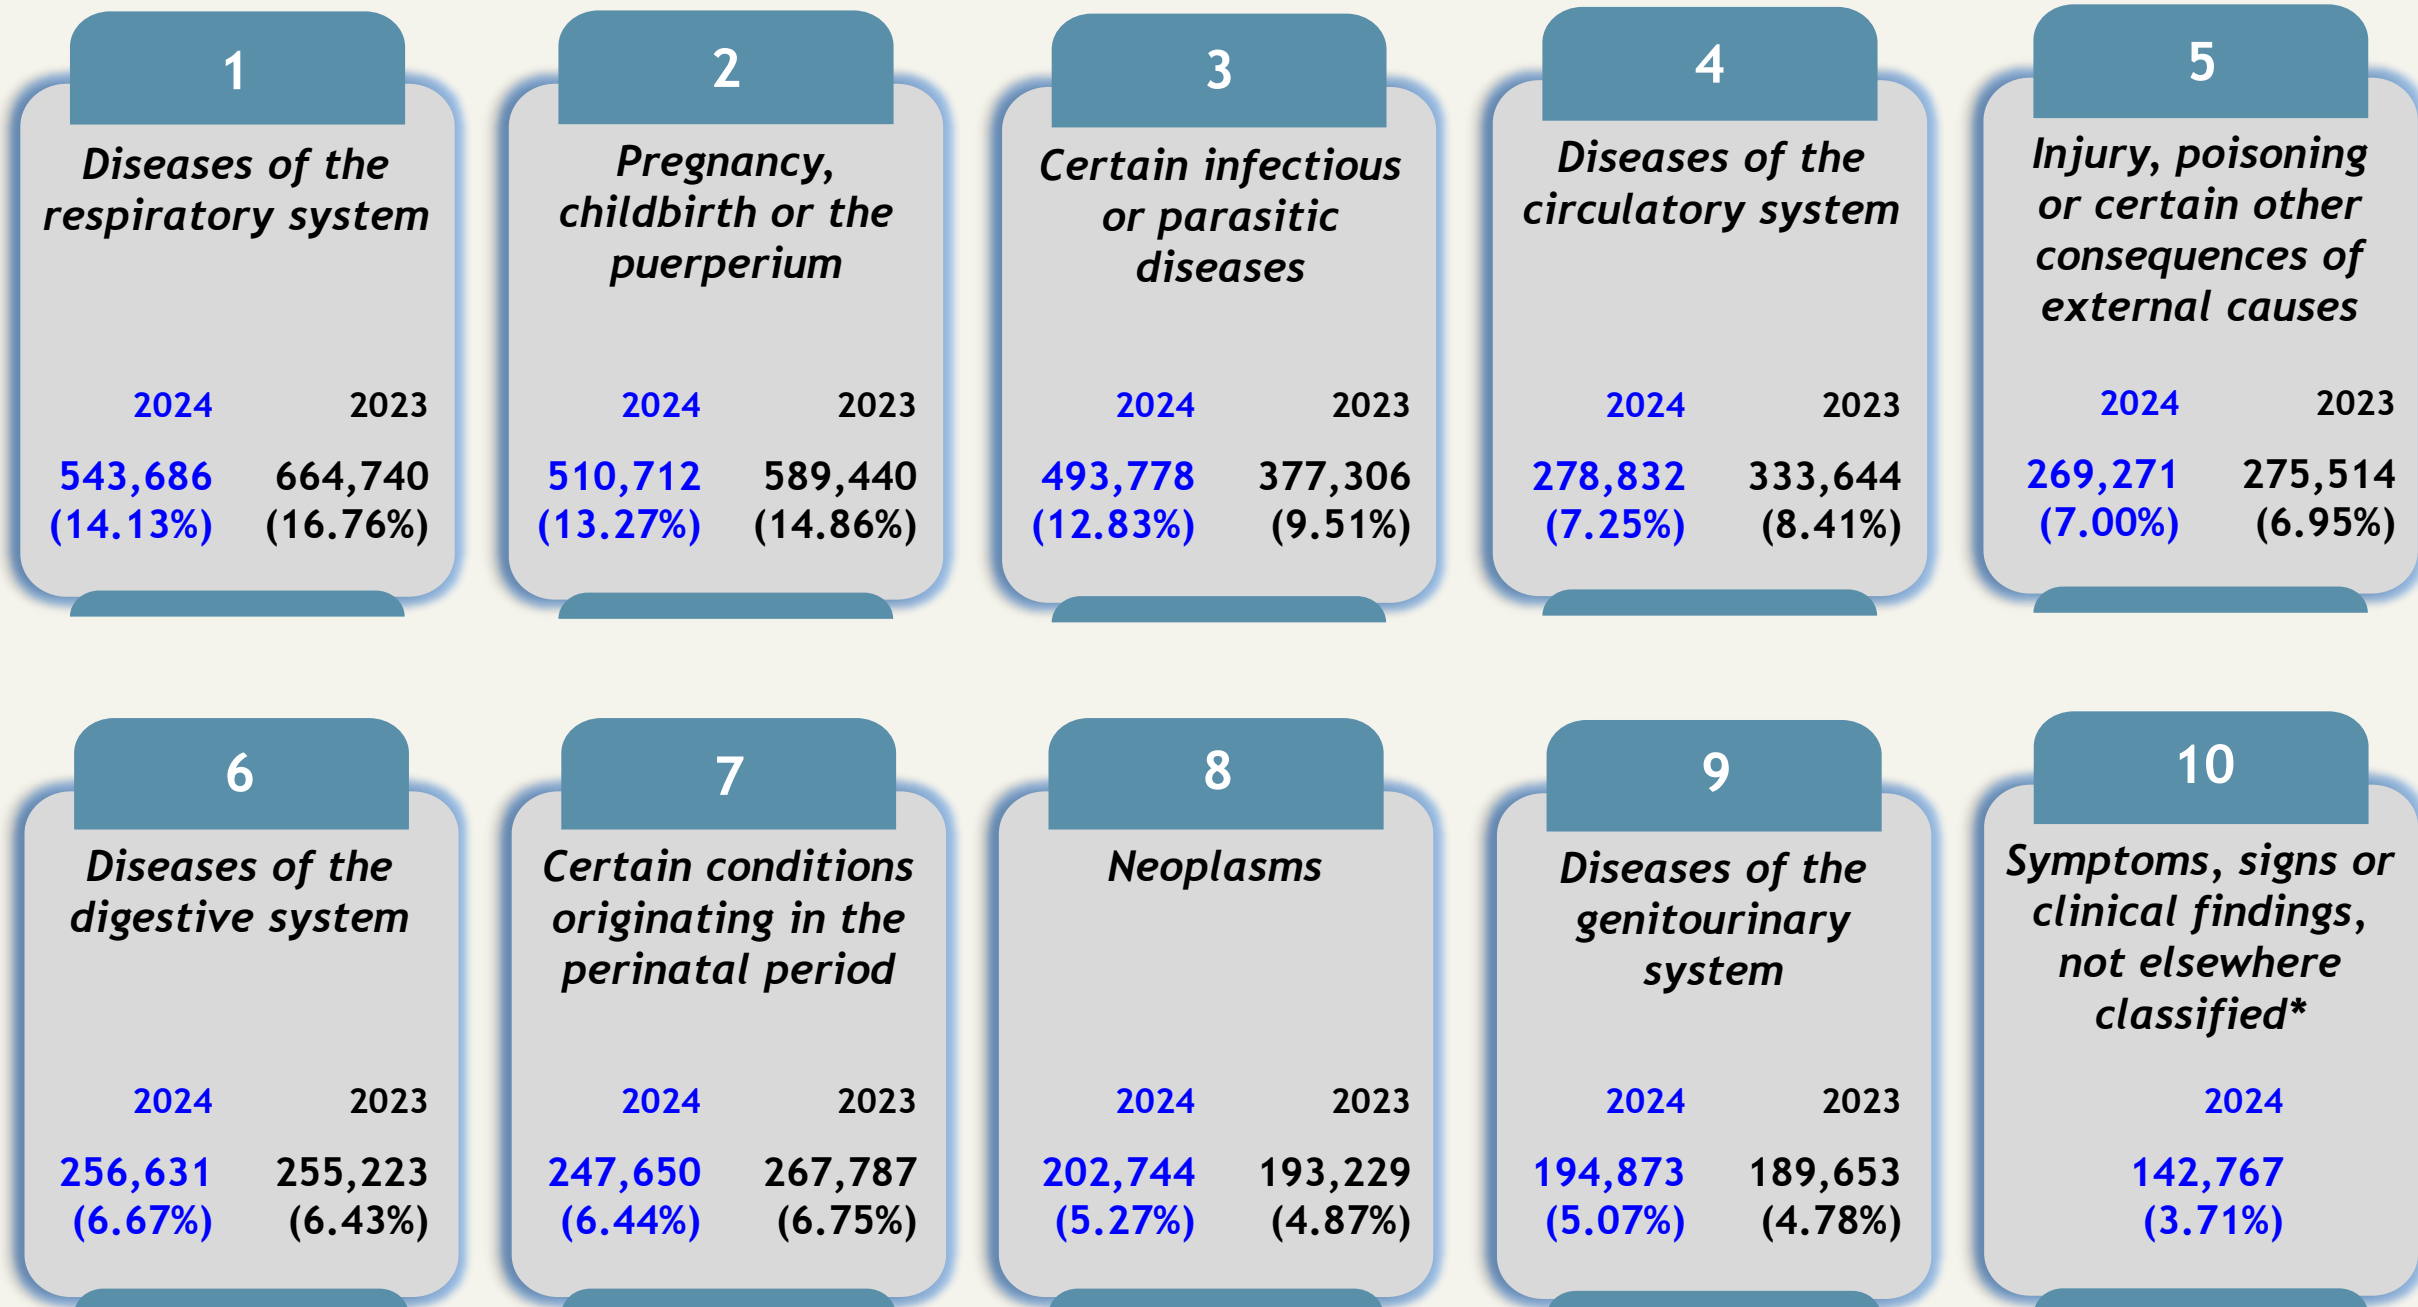 1
Diseases of the
respiratory system
2024 2023
543,686 664,740
(14.13%) (16.76%)
2
Pregnancy,
childbirth or the
puerperium
2024 2023
510,712 589,440
(13.27%) (14.86%)
3
Certain infectious
or parasitic
diseases
2024 2023
493,778 377,306
(12.83%) (9.51%)
4
Diseases of the
circulatory system
2024 2023
278,832 333,644
(7.25%) (8.41%)
5
Injury, poisoning
or certain other
consequences of
external causes
2024 2023
269,271 275,514
(7.00%) (6.95%)
6
Diseases of the
digestive system
2024 2023
256,631 255,223
(6.67%) (6.43%)
7
Certain conditions
originating in the
perinatal period
2024 2023
247,650 267,787
(6.44%) (6.75%)
8
Neoplasms
2024 2023
202,744 193,229
(5.27%) (4.87%)
9
Diseases of the
genitourinary
system
2024 2023
194,873 189,653
(5.07%) (4.78%)
10
Symptoms, signs or
clinical findings,
not elsewhere
classified*
2024
142,767
(3.71%)